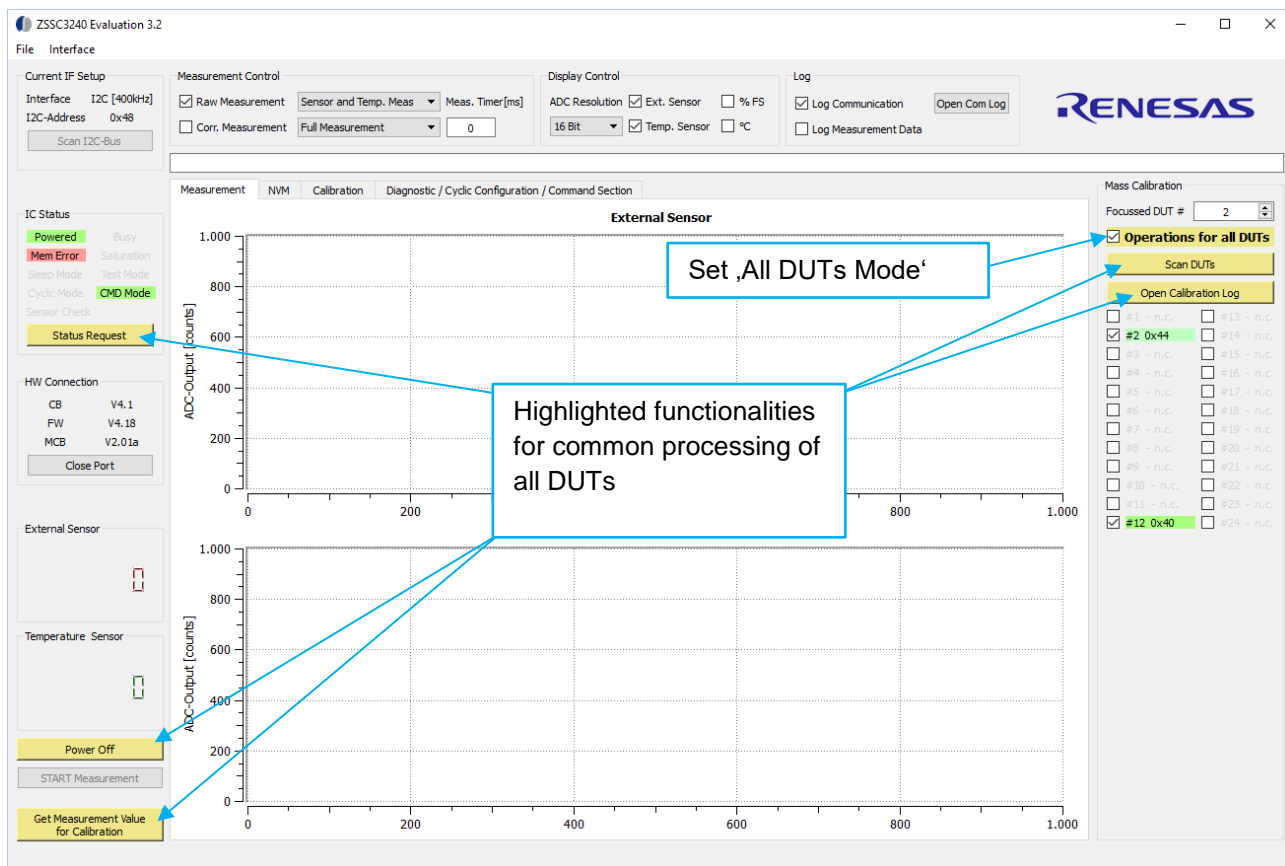 ZSSC3240 Evaluation 3.2
File Interface
Current IF Setup
Interface I2C [400kHz]
I2C-Address 0x48
Scan I2C-Bus
Measurement Control
Raw Measurement Sensor and Temp. Meas Meas. Timer[ms]
Corr. Measurement Full Measurement 0
Display Control
ADC Resolution Ext. Sensor % FS
16 Bit Temp. Sensor °C
Log
Log Communication Open Com Log
Log Measurement Data
RENESAS
Measurement NVM Calibration Diagnostic / Cyclic Configuration / Command Section
IC Status
Powered Busy
Mem Error Saturation
Sleep Mode Test Mode
Cyclic Mode CMD Mode
Sensor Check
Status Request
HW Connection
CB V4.1
FW V4.18
MCB V2.01a
Close Port
External Sensor
0
Temperature Sensor
0
Power Off
START Measurement
Get Measurement Value
for Calibration
External Sensor
ADC-Output [counts]
1.000
800
600
400
200
0
0 200 800 1.000
ADC-Output [counts]
1.000
800
600
400
200
0
0 200 400 600 800 1.000
Set ‚All DUTs Mode‘
Highlighted functionalities
for common processing of
all DUTs
Mass Calibration
Focussed DUT # 2
Operations for all DUTs
Scan DUTs
Open Calibration Log
#1 - n.c. #13 - n.c.
#2 0x44 #14 - n.c.
#3 - n.c. #15 - n.c.
#4 - n.c. #16 - n.c.
#5 - n.c. #17 - n.c.
#6 - n.c. #18 - n.c.
#7 - n.c. #19 - n.c.
#8 - n.c. #20 - n.c.
#9 - n.c. #21 - n.c.
#10 - n.c. #22 - n.c.
#11 - n.c. #23 - n.c.
#12 0x40 #24 - n.c.